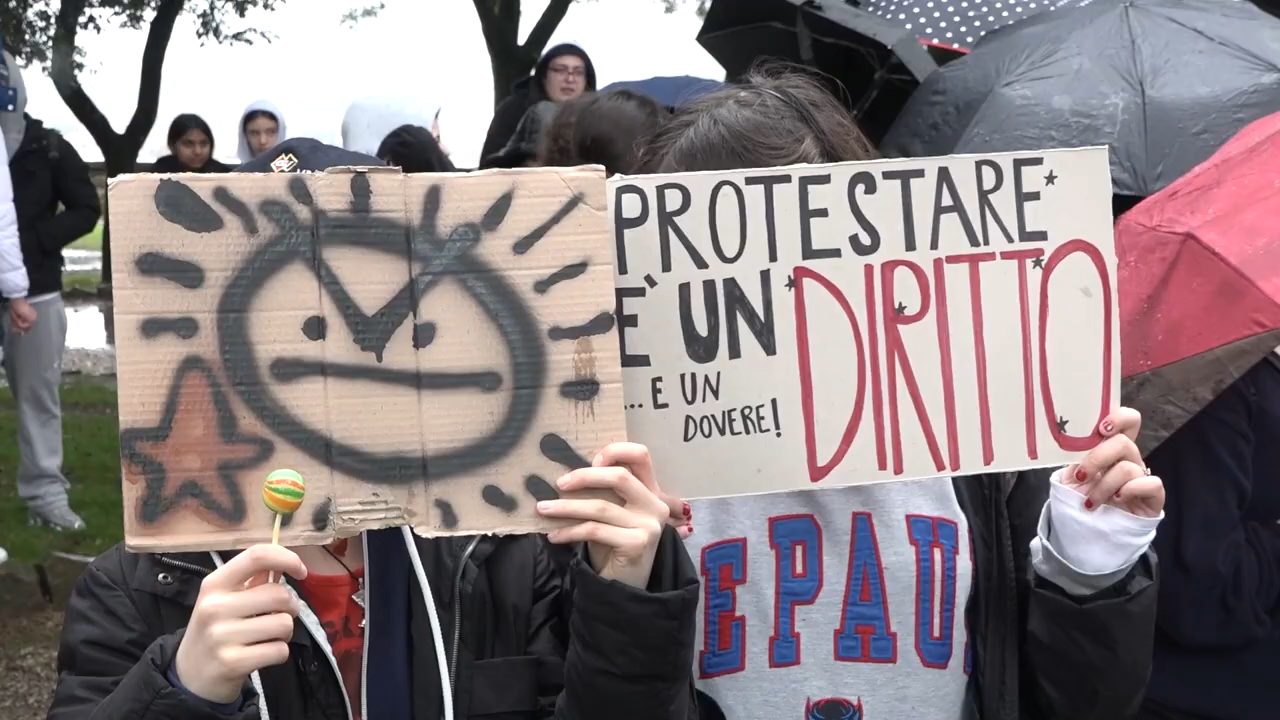 PROTESTARE
E' UN DIRITTO
...E UN
DOVERE!
EPAU